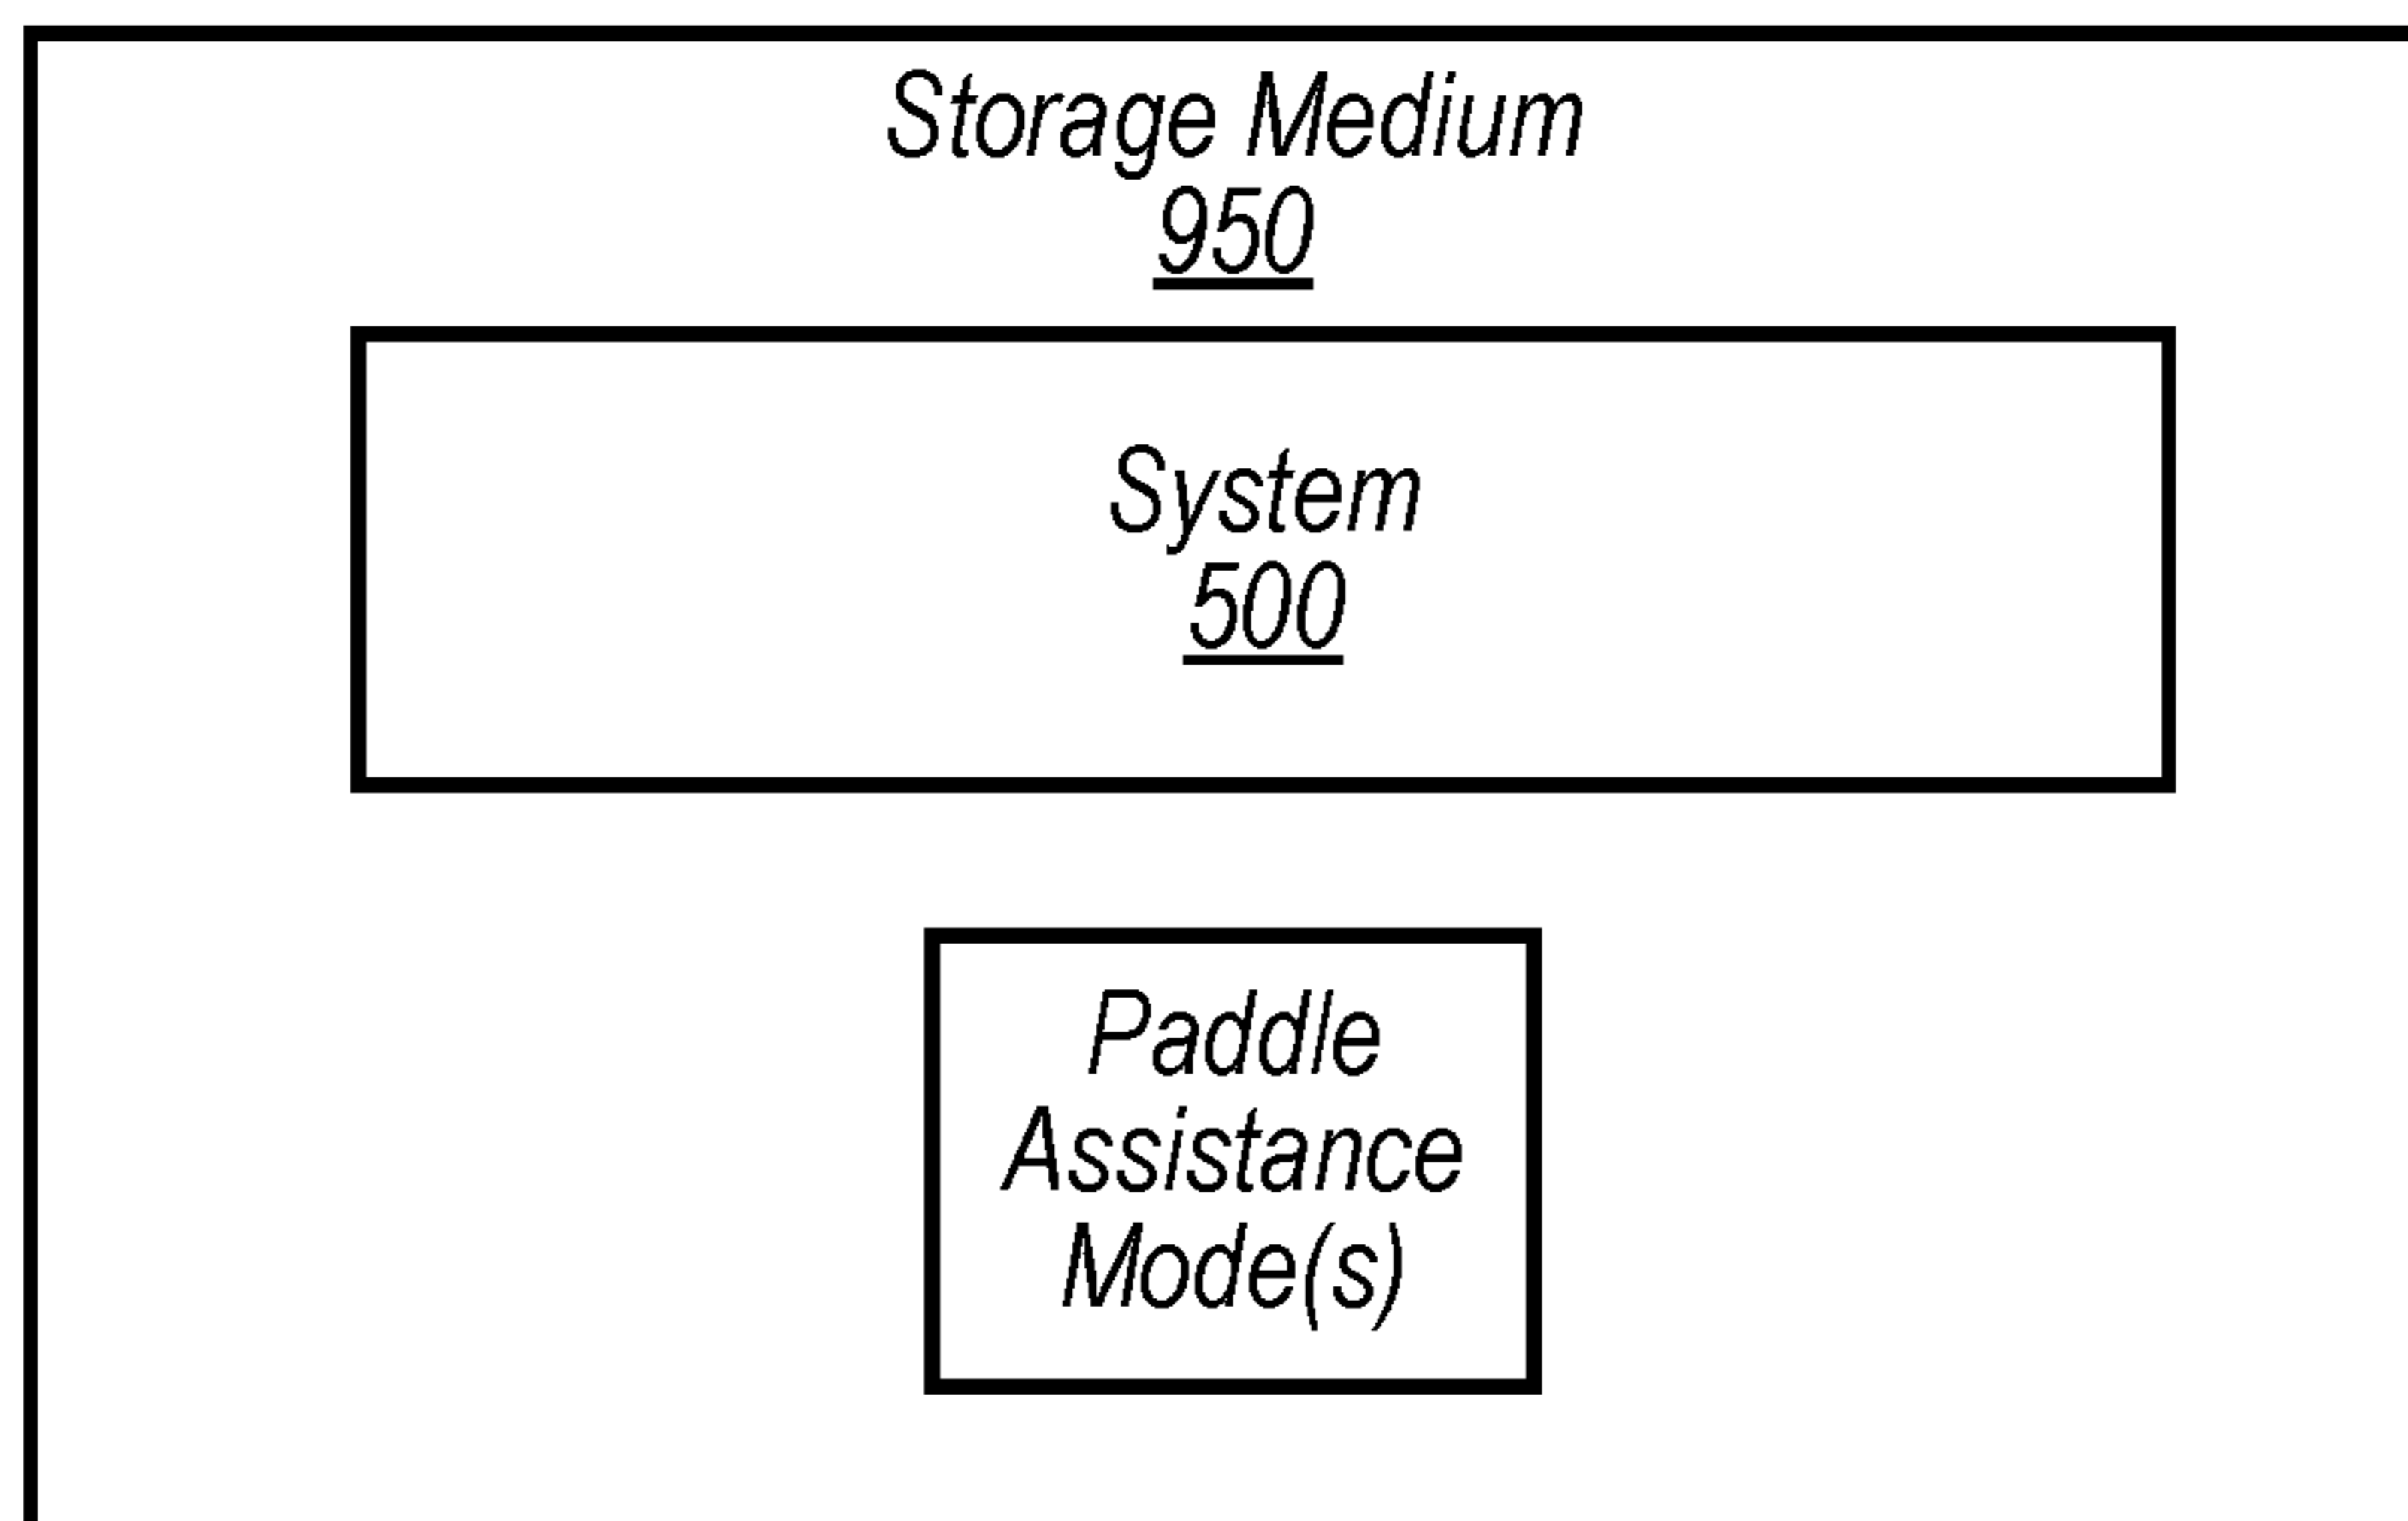 Storage Medium
950
System
500
Paddle
Assistance
Mode(s)